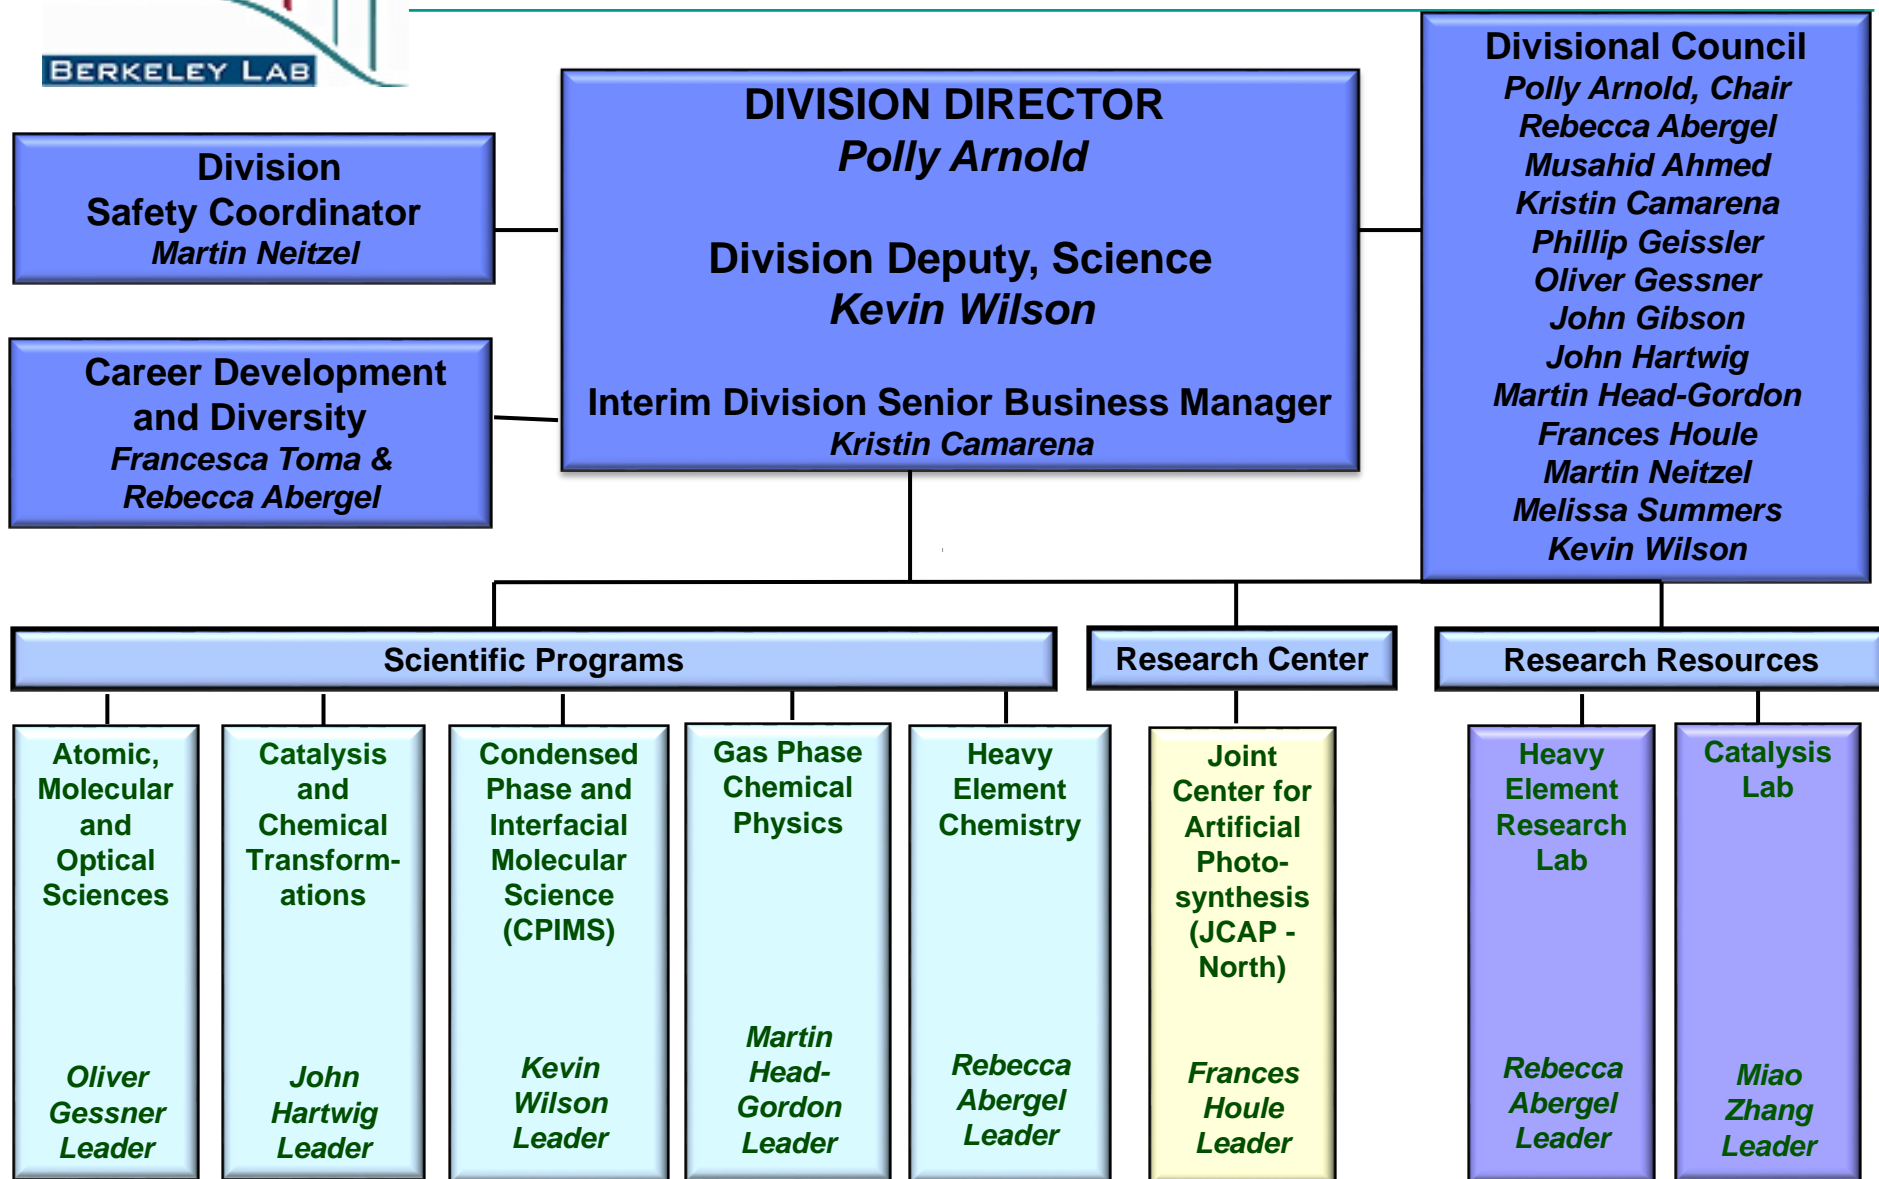 BERKELEY LAB
DIVISION DIRECTOR
Polly Arnold
Division Deputy, Science
Kevin Wilson
Interim Division Senior Business Manager
Kristin Camarena
Division
Safety Coordinator
Martin Neitzel
Career Development
and Diversity
Francesca Toma &
Rebecca Abergel
Divisional Council
Polly Arnold, Chair
Rebecca Abergel
Musahid Ahmed
Kristin Camarena
Phillip Geissler
Oliver Gessner
John Gibson
John Hartwig
Martin Head-Gordon
Frances Houle
Martin Neitzel
Melissa Summers
Kevin Wilson
Scientific Programs
Atomic,
Molecular
and
Optical
Sciences
Oliver
Gessner
Leader
Catalysis
and
Chemical
Transform-
ations
John
Hartwig
Leader
Condensed
Phase and
Interfacial
Molecular
Science
(CPIMS)
Kevin
Wilson
Leader
Gas Phase
Chemical
Physics
Martin
Head-
Gordon
Leader
Heavy
Element
Chemistry
Rebecca
Abergel
Leader
Research Center
Joint
Center for
Artificial
Photo-
synthesis
(JCAP -
North)
Frances
Houle
Leader
Research Resources
Heavy
Element
Research
Lab
Rebecca
Abergel
Leader
Catalysis
Lab
Miao
Zhang
Leader